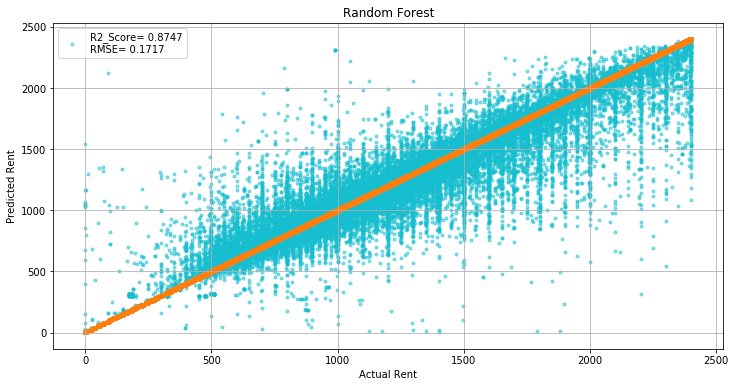 Random Forest
R2_Score= 0.8747
RMSE= 0.1717
2500
2000
1500
1000
500
0
Predicted Rent
0 500 1000 1500 2000 2500
Actual Rent